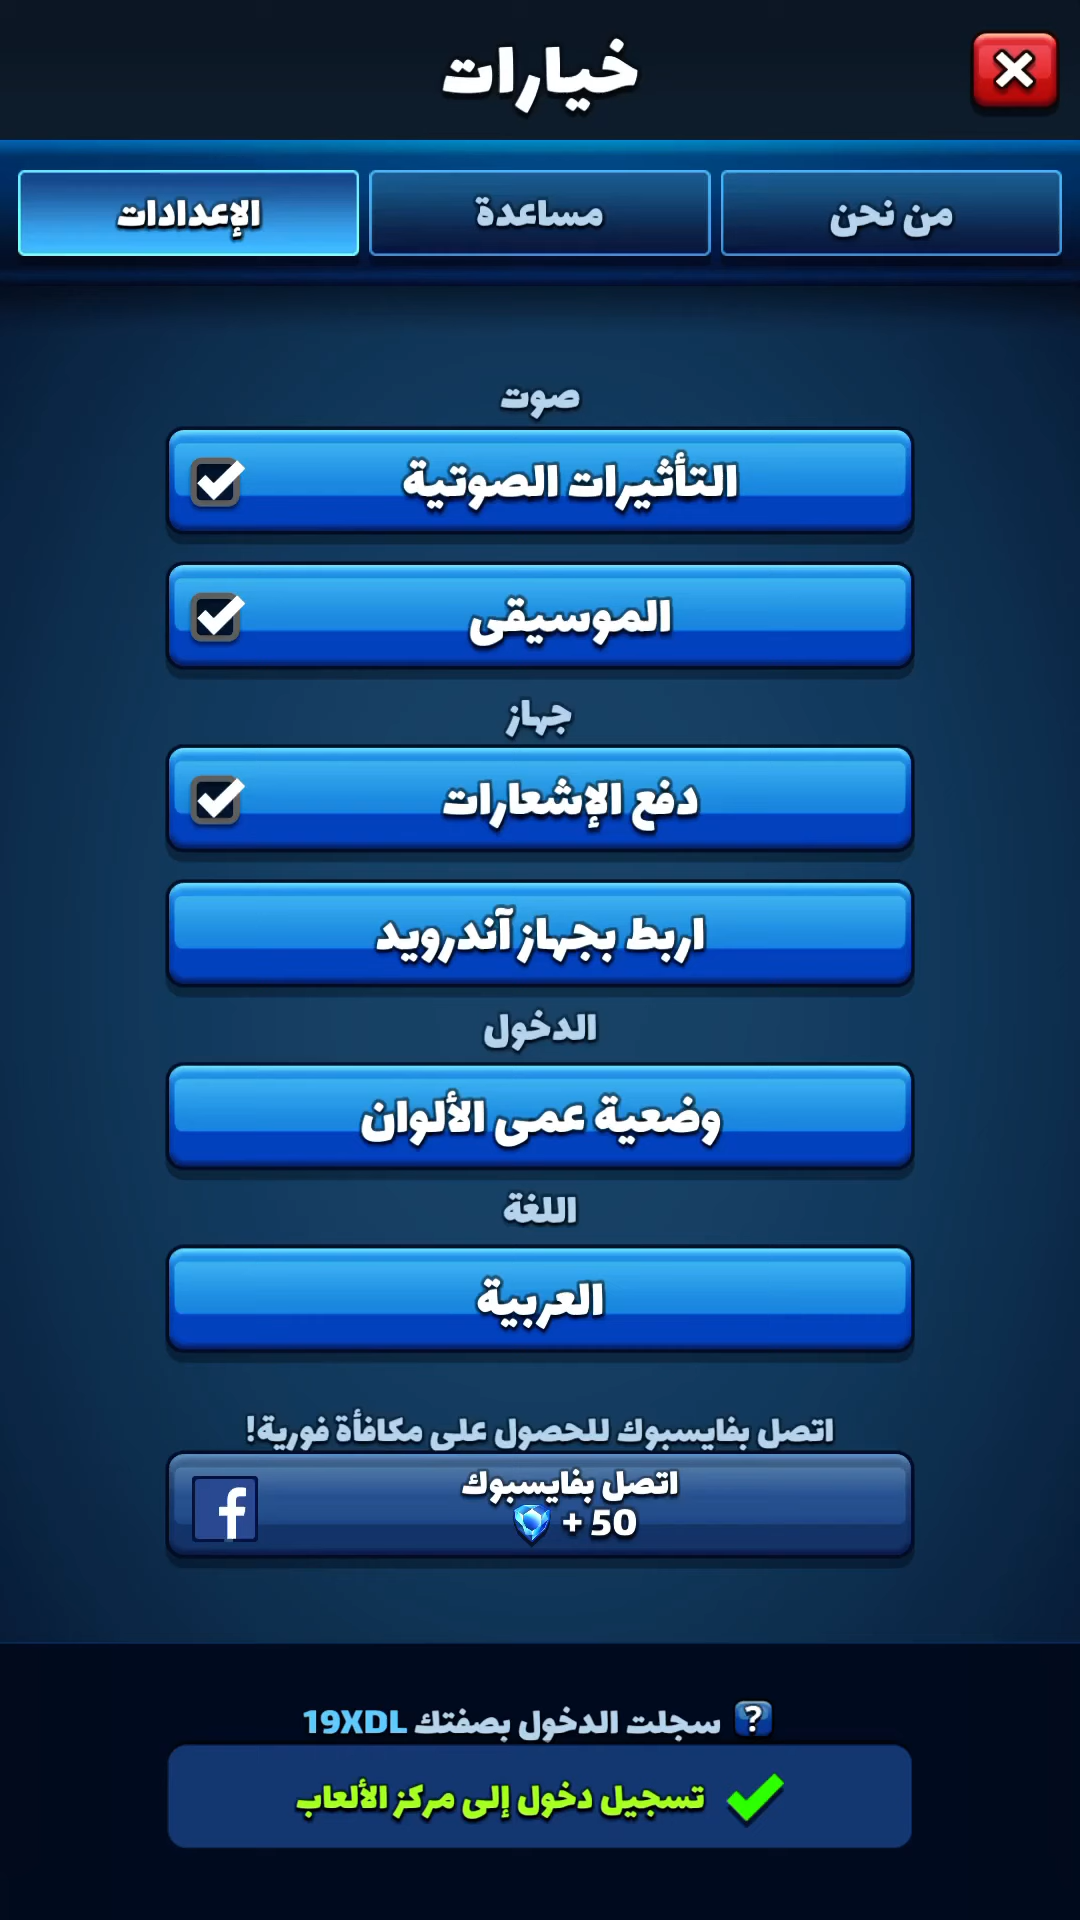 خيارات
من نحن
مساعدة
الإعدادات
صوت
التأثيرات الصوتية
الموسيقى
جهاز
دفع الإشعارات
اربط بجهاز آندرويد
الدخول
وضعية عمى الألوان
اللغة
العربية
اتصل بفايسبوك للحصول على مكافأة فورية!
اتصل بفايسبوك
+ 50
سجلت الدخول بصفتك 19XDL
تسجيل دخول إلى مركز الألعاب